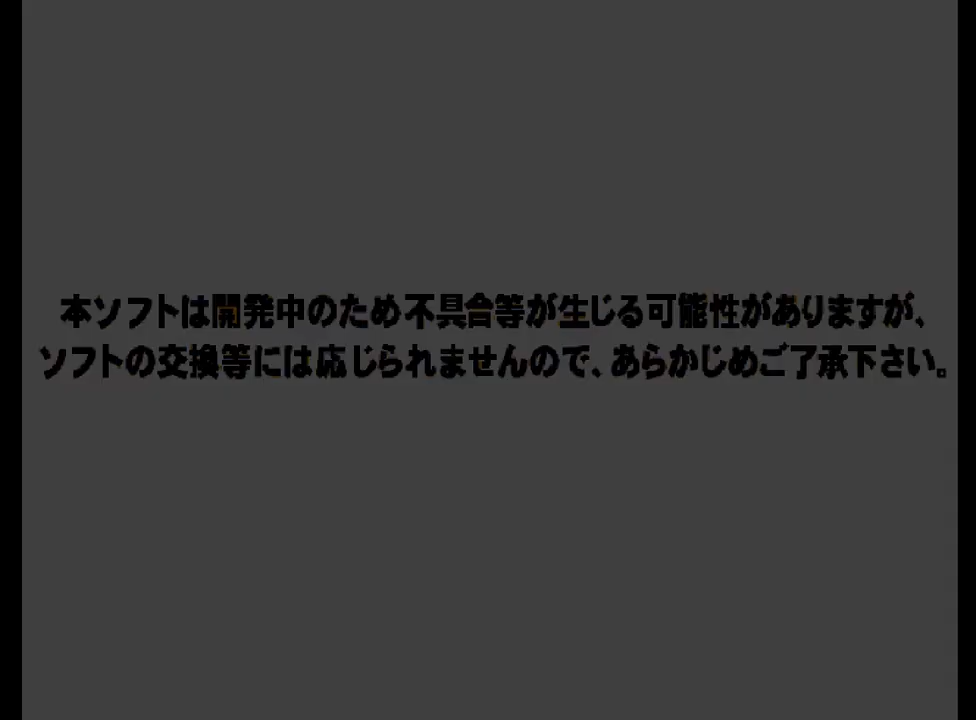 本ソフトは開発中のため不具合等が生じる可能性がありますが、
ソフトの交換等には応じられませんので、あらかじめご了承下さい。